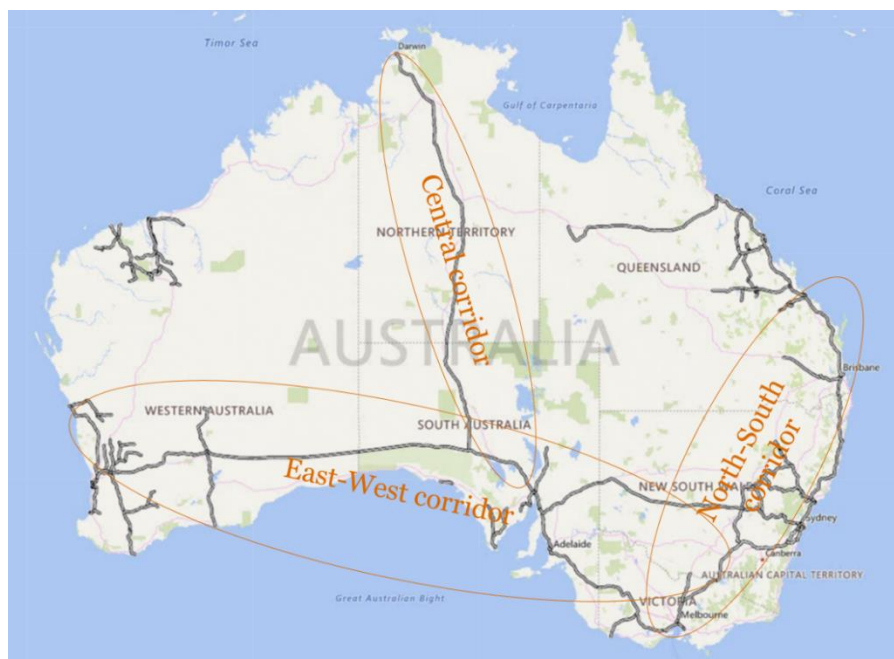 Timor Sea
Darwin
Gulf of Carpentaria
Coral Sea
Central corridor
NORTHERN TERRITORY
QUEENSLAND
AUSTRALIA
Brisbane
WESTERN AUSTRALIA
SOUTH AUSTRALIA
East-West corridor
North-South
corridor
NEW SOUTH WAL
Sydney
Adelaide
Canberra
AUSTRALIAN CAPITAL TERRITORY
Great Australian Bight
VICTORIA
Melbourne